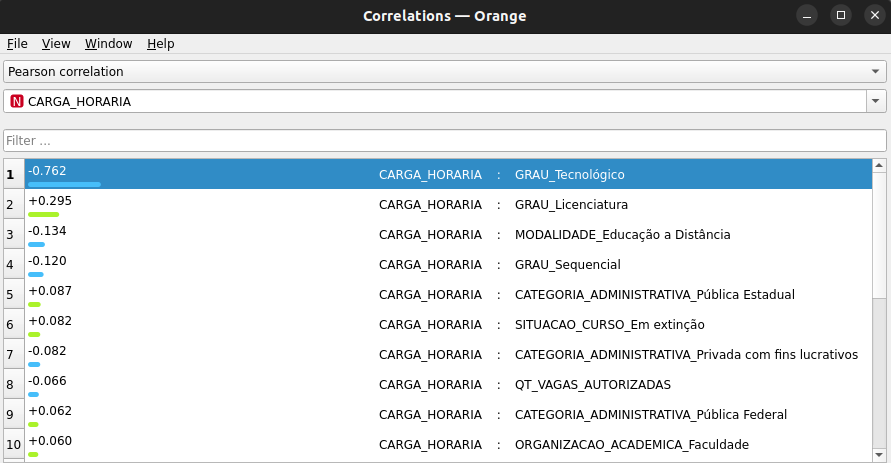 Correlations — Orange
File View Window Help
Pearson correlation
N CARGA_HORARIA
Filter ...
1 -0.762 CARGA_HORARIA : GRAU_Tecnológico
2 +0.295 CARGA_HORARIA : GRAU_Licenciatura
3 -0.134 CARGA_HORARIA : MODALIDADE_Educação a Distância
4 -0.120 CARGA_HORARIA : GRAU_Sequencial
5 +0.087 CARGA_HORARIA : CATEGORIA_ADMINISTRATIVA_Pública Estadual
6 +0.082 CARGA_HORARIA : SITUACAO_CURSO_Em extinção
7 -0.082 CARGA_HORARIA : CATEGORIA_ADMINISTRATIVA_Privada com fins lucrativos
8 -0.066 CARGA_HORARIA : QT_VAGAS_AUTORIZADAS
9 +0.062 CARGA_HORARIA : CATEGORIA_ADMINISTRATIVA_Pública Federal
10 +0.060 CARGA_HORARIA : ORGANIZACAO_ACADEMICA_Faculdade